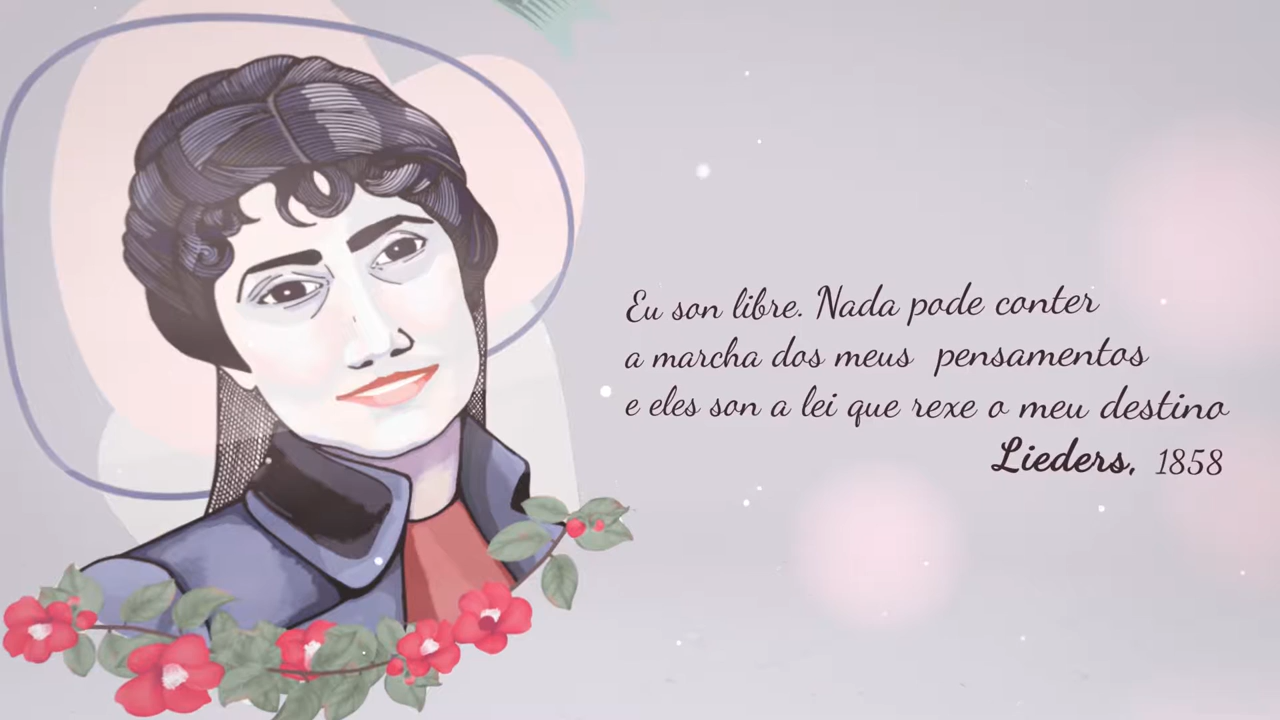 Eu son libre. Nada pode conter
a marcha dos meus pensamentos
e eles son a lei que rexe o meu destino
Lieders, 1858